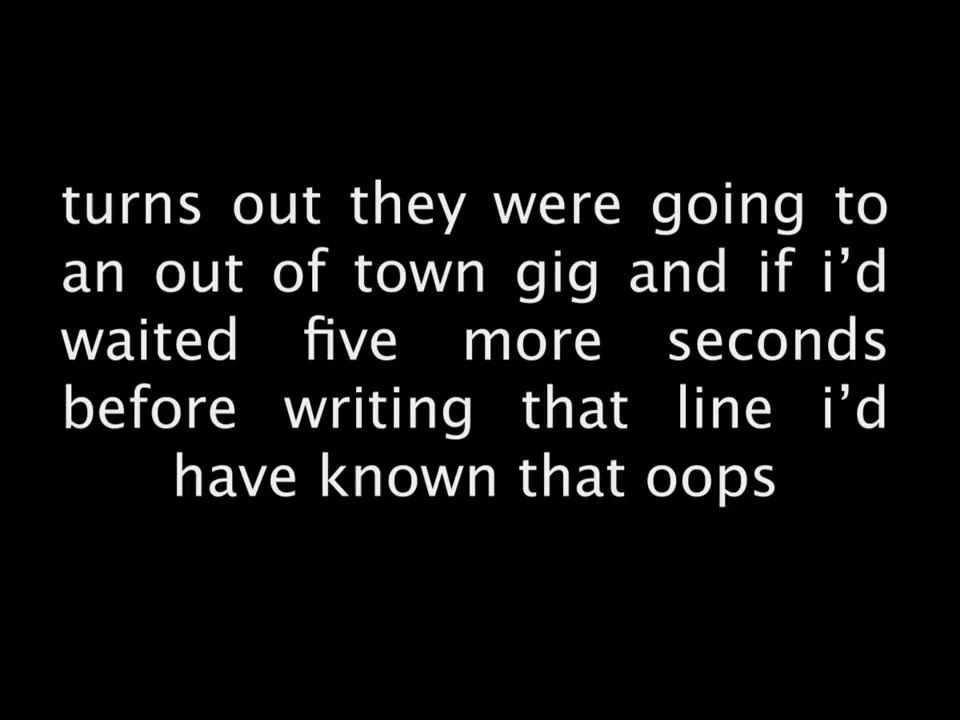 turns out they were going to
an out of town gig and if i’d
waited five more seconds
before writing that line i’d
have known that oops